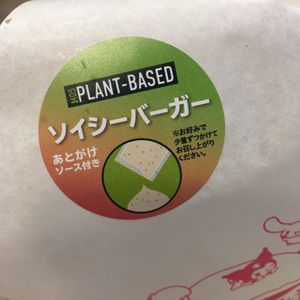 MOS PLANT-BASED
ソイシーバーガー
あとがけ
ソース付き
※お好みで
少量ずつかけて
お召し上がり
ください。